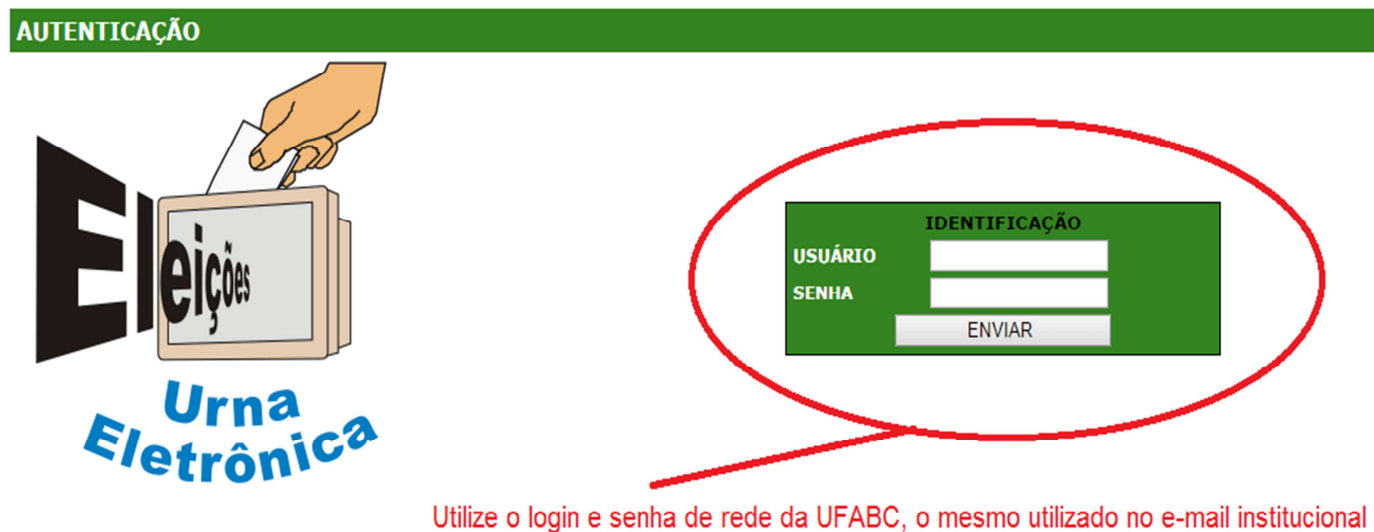 AUTENTICAÇÃO
Eleições
Urna
Eletrônica
IDENTIFICAÇÃO
USUÁRIO
SENHA
ENVIAR
Utilize o login e senha de rede da UFABC, o mesmo utilizado no e-mail institucional